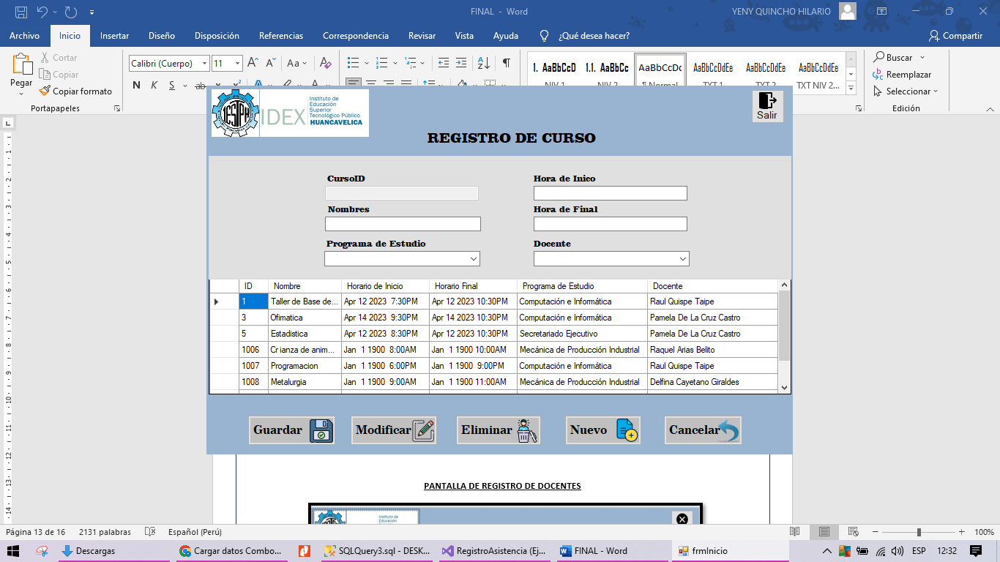 FINAL - Word
YENY QUINCHO HILARIO
Archivo Inicio Insertar Diseño Disposición Referencias Correspondencia Revisar Vista Ayuda ¿Qué desea hacer? Compartir
Pegar
Cortar
Copiar
Copiar formato
Portapapeles
Calibri (Cuerpo) 11
N K S ab
1. AaBbCcD 1.1. AaBbCc AaBbCcDc AaBbCcDdEe AaBbCcDdEe AaBbCcDdEe
NIV 1 NIV 2 ¶ Normal TXT 1 TXT 2 TXT NIV 2...
Buscar
Reemplazar
Seleccionar
Edición
IESTPH
IDEX
Instituto de
Educación
Superior
Tecnológico Público
HUANCAVELICA
Salir
REGISTRO DE CURSO
CursoID Hora de Inico
Nombres Hora de Final
Programa de Estudio Docente
ID Nombre Horario de Inicio Horario Final Programa de Estudio Docente
1 Taller de Base de... Apr 12 2023 7:30PM Apr 12 2023 10:30PM Computación e Informática Raul Quispe Taipe
3 Ofimatica Apr 14 2023 9:30PM Apr 14 2023 10:30PM Computación e Informática Pamela De La Cruz Castro
5 Estadistica Apr 12 2023 8:30PM Apr 12 2023 10:30PM Secretariado Ejecutivo Pamela De La Cruz Castro
1006 Cr ianza de anim... Jan 1 1900 8:00AM Jan 1 1900 10:00AM Mecánica de Producción Industrial Raquel Arias Belito
1007 Programacion Jan 1 1900 6:00PM Jan 1 1900 9:00PM Computación e Informática Raul Quispe Taipe
1008 Metalurgia Jan 1 1900 9:00AM Jan 1 1900 11:00AM Mecánica de Producción Industrial Delfina Cayetano Giraldes
Guardar Modificar Eliminar Nuevo Cancelar
PANTALLA DE REGISTRO DE DOCENTES
Instituto de
Educación
Página 13 de 16 2131 palabras Español (Perú) 100%
Descargas Cargar datos Combo... SQLQuery3.sql - DESK... RegistroAsistencia (Ej... FINAL - Word frmInicio ESP 12:32